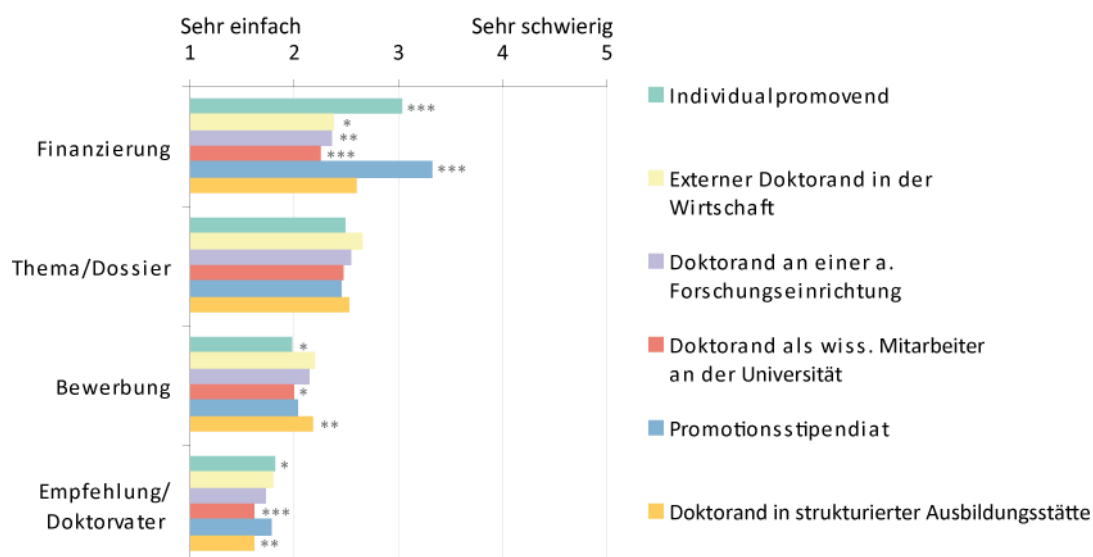 Sehr einfach Sehr schwierig
1 2 3 4 5
Finanzierung
***
*
**
***
***
Thema/Dossier
Bewerbung
*
*
**
Empfehlung/
Doktorvater
*
***
**
Individualpromovend
Externer Doktorand in der
Wirtschaft
Doktorand an einer a.
Forschungseinrichtung
Doktorand als wiss. Mitarbeiter
an der Universität
Promotionsstipendiat
Doktorand in strukturierter Ausbildungsstätte